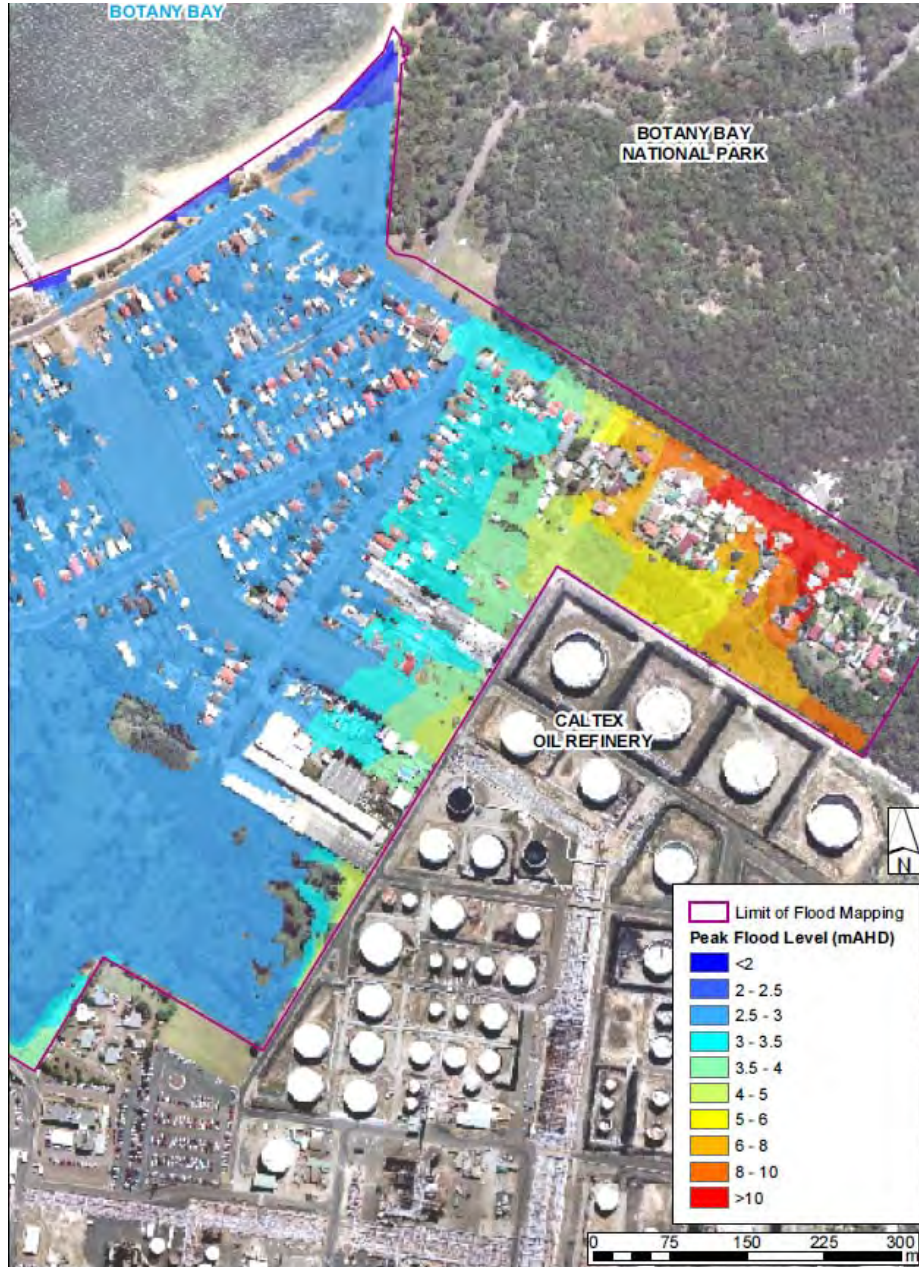 BOTANY BAY
BOTANY BAY
NATIONAL PARK
CALTEX
OIL REFINERY
N
Limit of Flood Mapping
Peak Flood Level (mAHD)
<2
2 - 2.5
2.5 - 3
3 - 3.5
3.5 - 4
4 - 5
5 - 6
6 - 8
8 - 10
>10
0 75 150 225 300
m